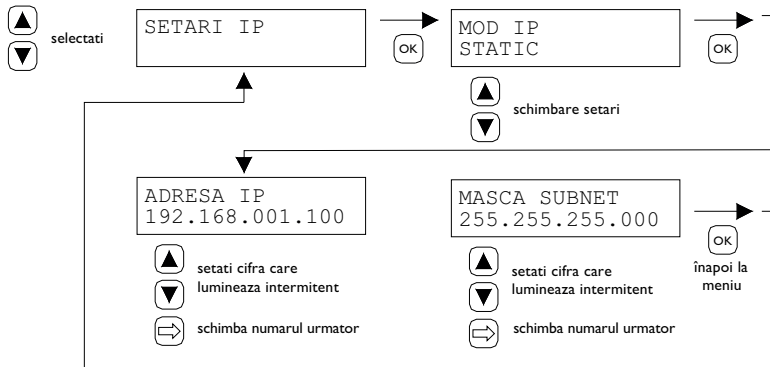 selectati
SETARI IP
OK
MOD IP
STATIC
OK
schimbare setari
ADRESA IP
192.168.001.100
setati cifra care
lumineaza intermitent
schimba numarul urmator
MASCA SUBNET
255.255.255.000
setati cifra care
lumineaza intermitent
schimba numarul urmator
OK
înapoi la
meniu